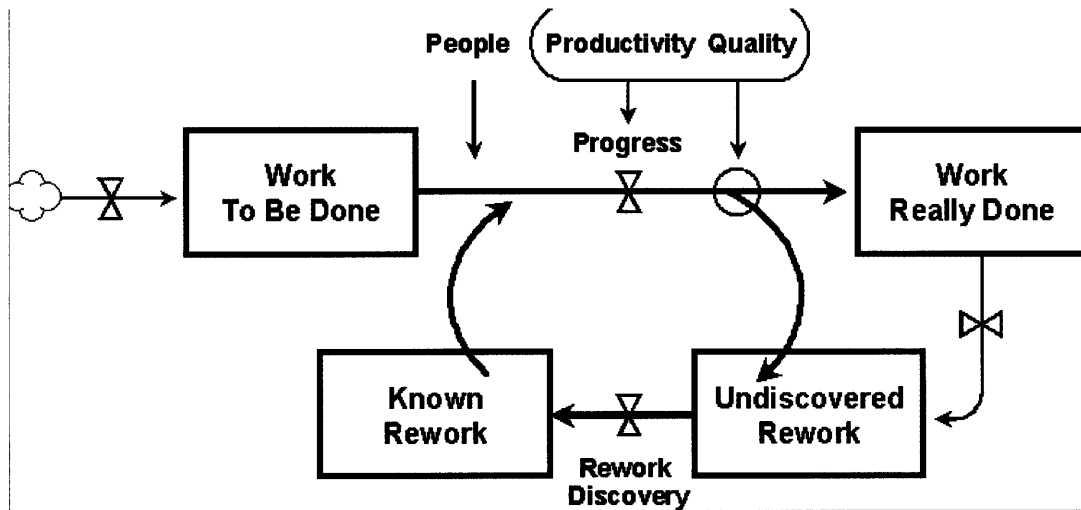 People
Productivity Quality
Progress
Work
To Be Done
Work
Really Done
Known
Rework
Undiscovered
Rework
Rework
Discovery